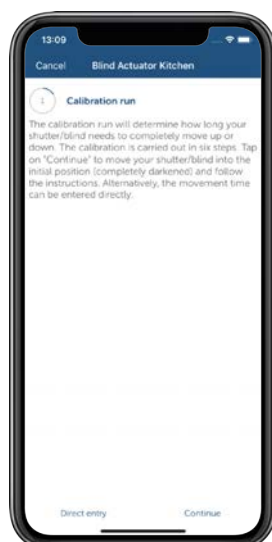 13:09
Cancel Blind Actuator Kitchen
1 Calibration run
The calibration run will determine how long your
shutter/blind needs to completely move up or
down. The calibration is carried out in six steps. Tap
on "Continue" to move your shutter/blind into the
initial position (completely darkened) and follow
the instructions. Alternatively, the movement time
can be entered directly.
Direct entry Continue